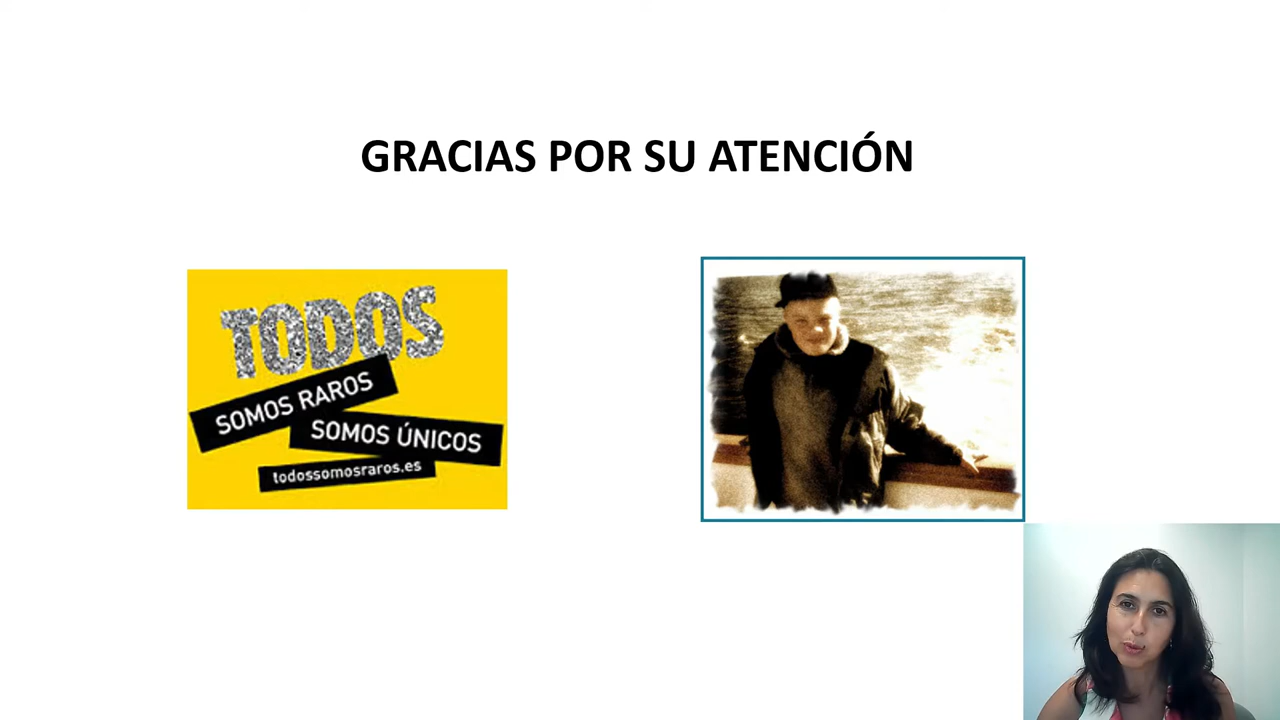 GRACIAS POR SU ATENCIÓN
TODOS
SOMOS RAROS
SOMOS ÚNICOS
todossomosraros.es